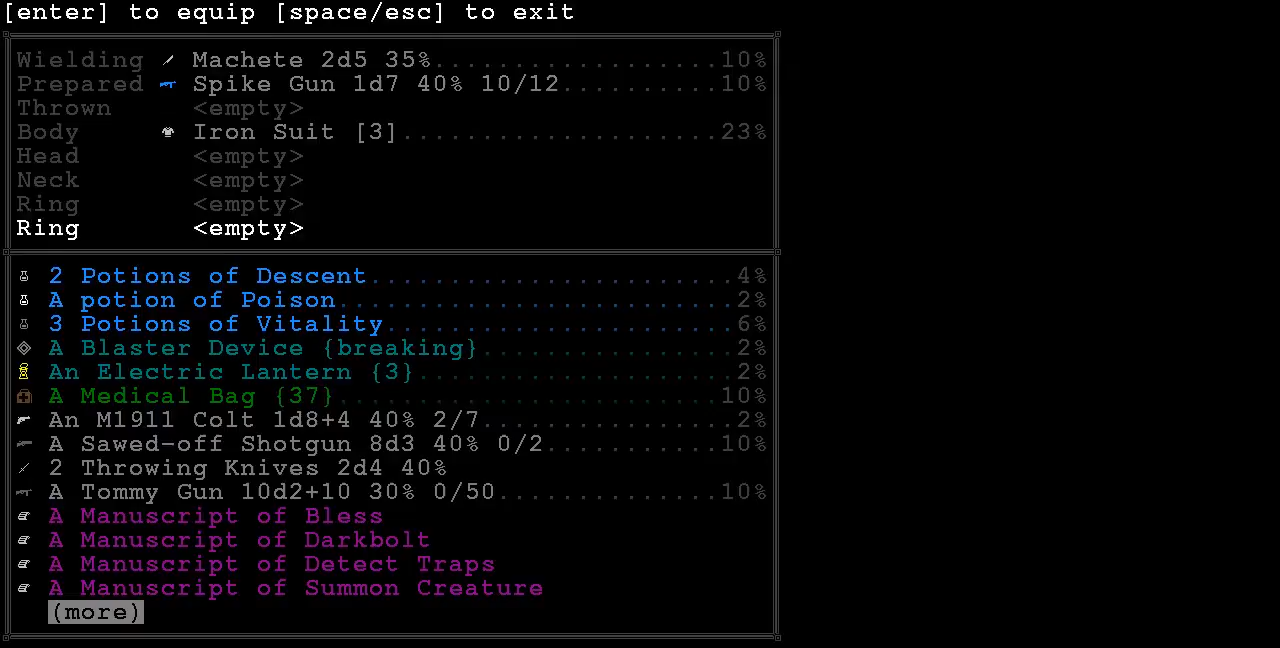 [enter] to equip [space/esc] to exit
Wielding Machete 2d5 35%..................10%
Prepared Spike Gun 1d7 40% 10/12..........10%
Thrown <empty>
Body Iron Suit [3]....................23%
Head <empty>
Neck <empty>
Ring <empty>
Ring <empty>
2 Potions of Descent.......................4%
A potion of Poison.........................2%
3 Potions of Vitality......................6%
A Blaster Device {breaking}................2%
An Electric Lantern {3}....................2%
A Medical Bag {37}........................10%
An M1911 Colt 1d8+4 40% 2/7................2%
A Sawed-off Shotgun 8d3 40% 0/2...........10%
2 Throwing Knives 2d4 40%
A Tommy Gun 10d2+10 30% 0/50..............10%
A Manuscript of Bless
A Manuscript of Darkbolt
A Manuscript of Detect Traps
A Manuscript of Summon Creature
(more)